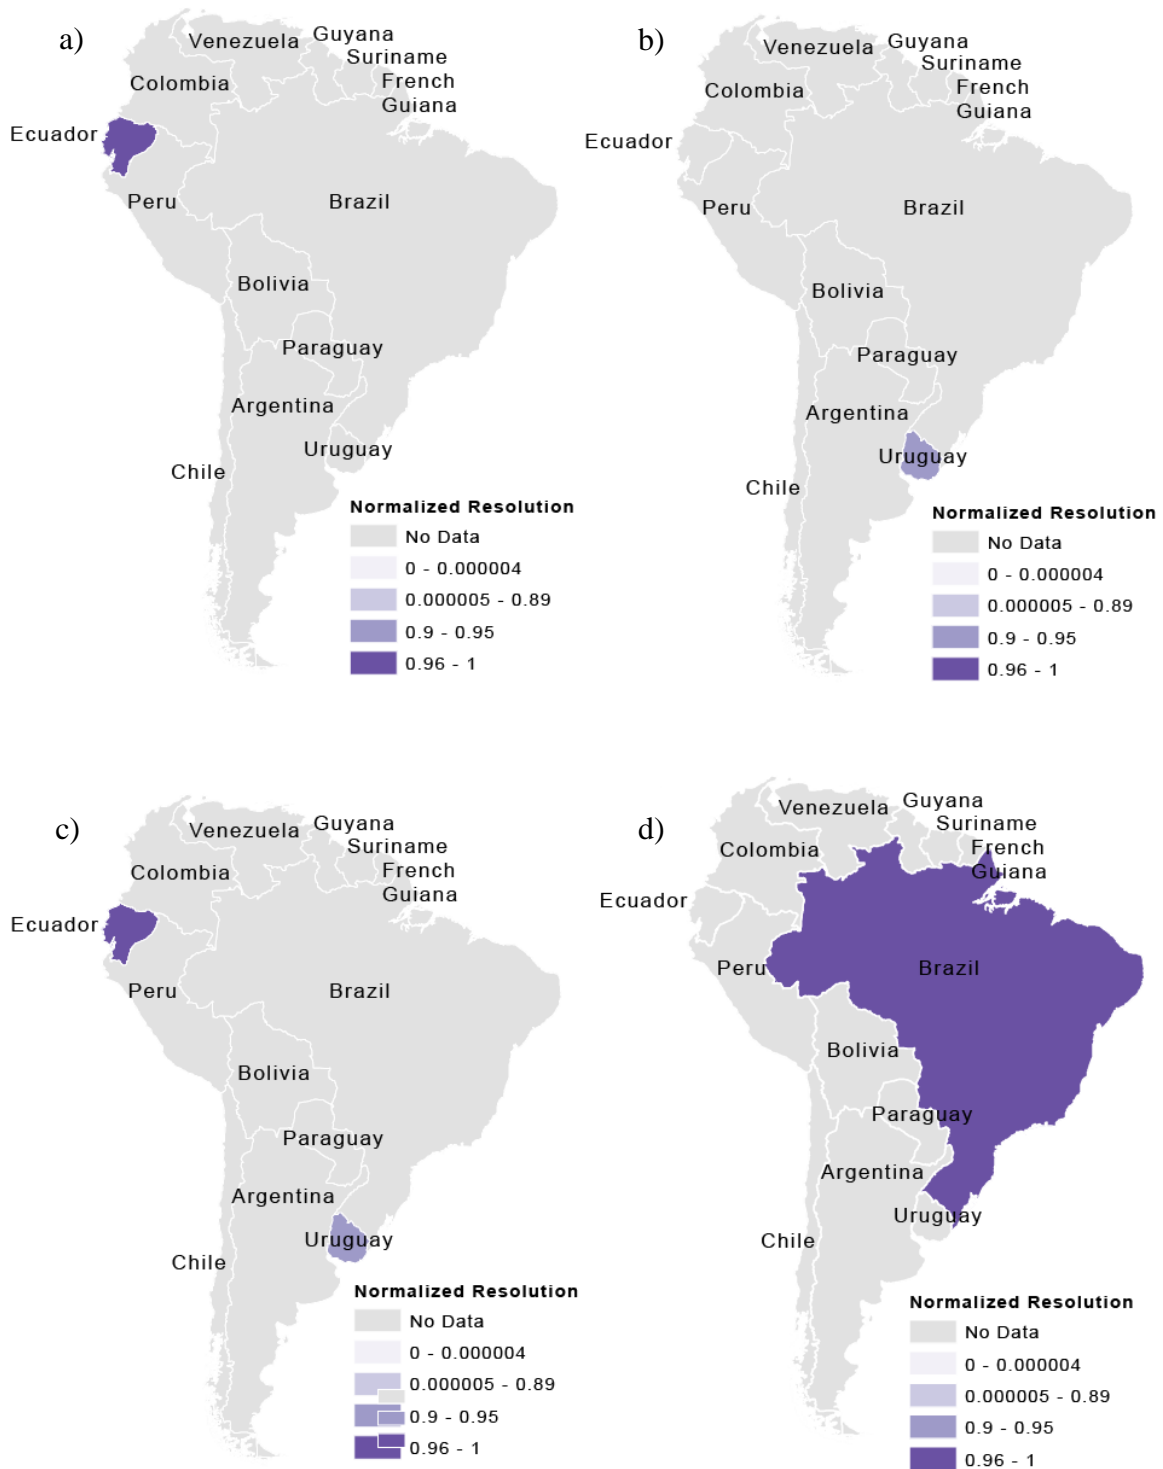 a)
Venezuela
Guyana
Suriname
French
Guiana
Colombia
Ecuador
Peru
Brazil
Bolivia
Paraguay
Argentina
Uruguay
Chile
Normalized Resolution
No Data
0 - 0.000004
0.000005 - 0.89
0.9 - 0.95
0.96 - 1
b)
Venezuela
Guyana
Suriname
French
Guiana
Colombia
Ecuador
Peru
Brazil
Bolivia
Paraguay
Argentina
Uruguay
Chile
Normalized Resolution
No Data
0 - 0.000004
0.000005 - 0.89
0.9 - 0.95
0.96 - 1
c)
Venezuela
Guyana
Suriname
French
Guiana
Colombia
Ecuador
Peru
Brazil
Bolivia
Paraguay
Argentina
Uruguay
Chile
Normalized Resolution
No Data
0 - 0.000004
0.000005 - 0.89
0.9 - 0.95
0.96 - 1
d)
Venezuela
Guyana
Suriname
French
Guiana
Colombia
Ecuador
Peru
Brazil
Bolivia
Paraguay
Argentina
Uruguay
Chile
Normalized Resolution
No Data
0 - 0.000004
0.000005 - 0.89
0.9 - 0.95
0.96 - 1